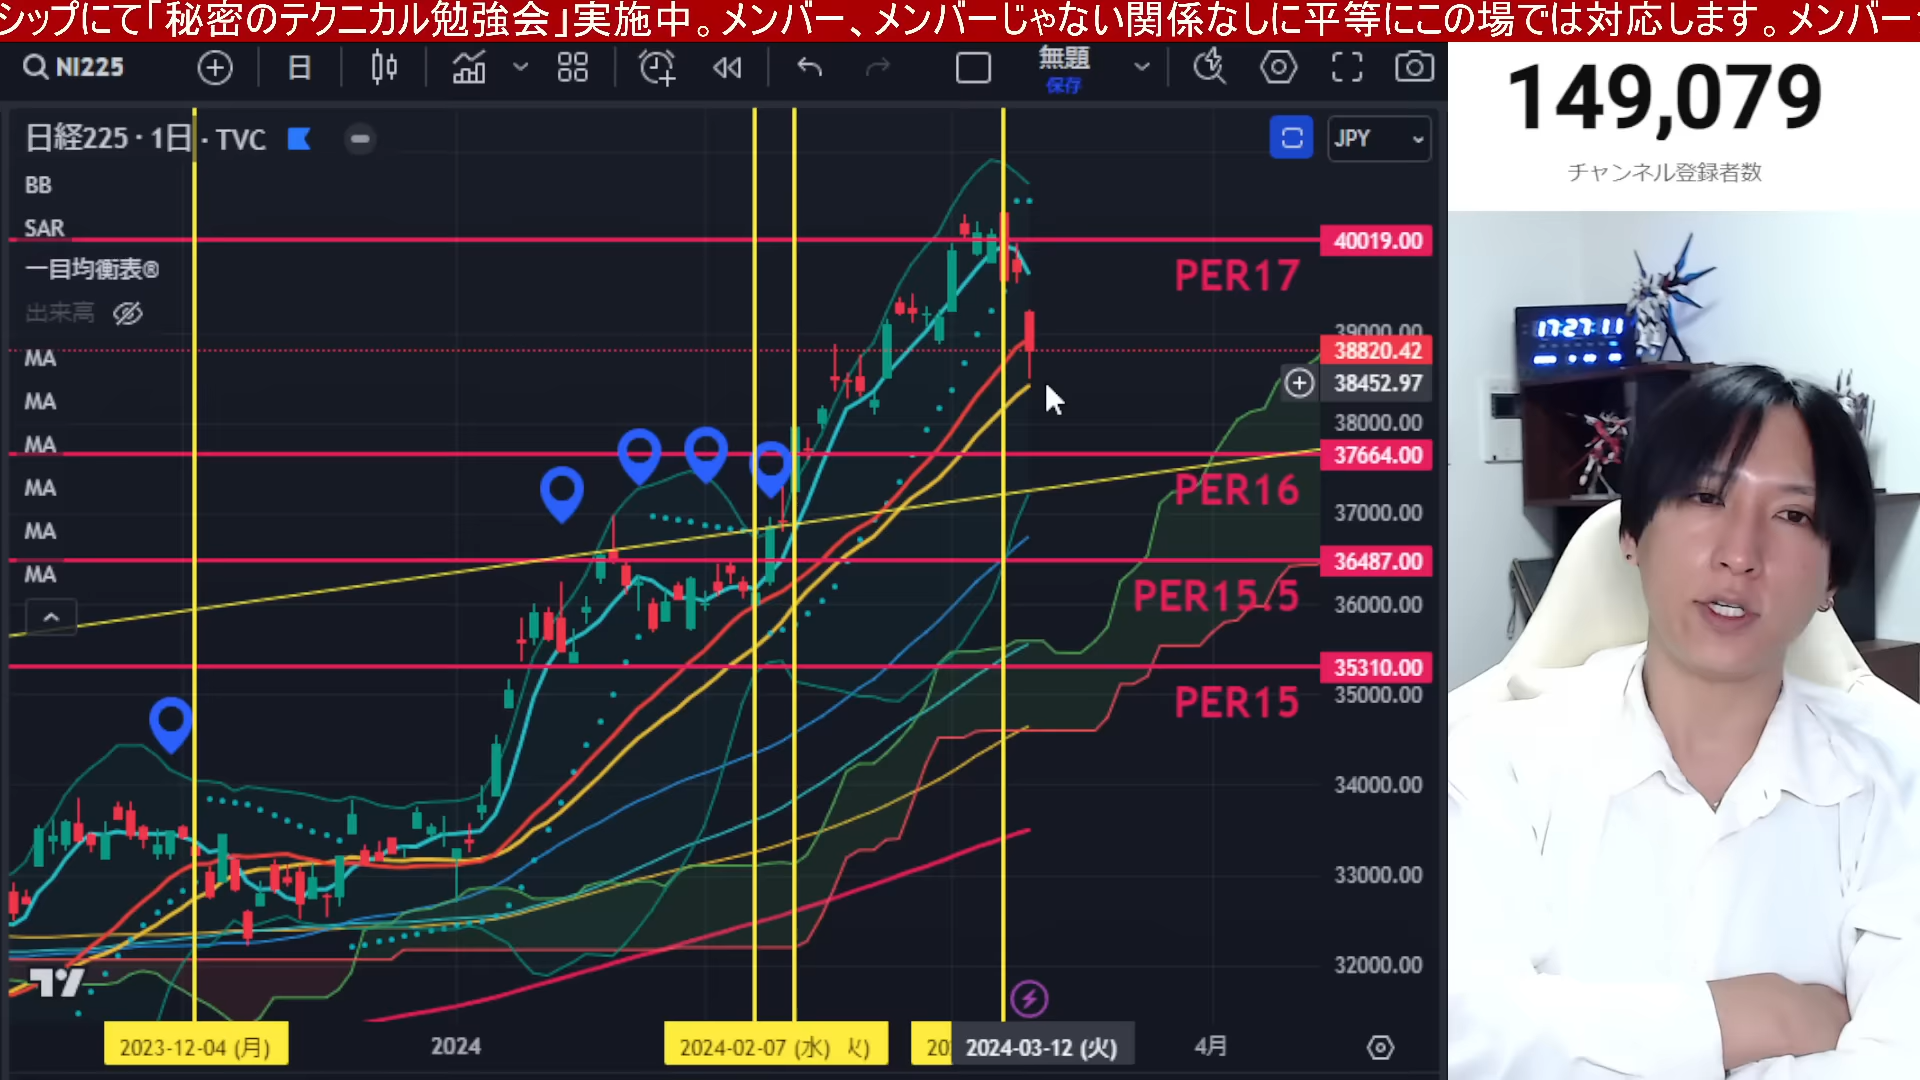 シップにて「秘密のテクニカル勉強会」実施中。メンバー、メンバーじゃない関係なしに平等にこの場では対応します。メンバー
NI225
日
無題
保存
149,079
チャンネル登録者数
日経225・1日・TVC
JPY
BB
SAR
一目均衡表®
出来高
MA
MA
MA
MA
MA
MA
40019.00
PER17
39000.00
38820.42
38452.97
38000.00
37664.00
PER16
37000.00
36487.00
PER15.5
36000.00
35310.00
35000.00
PER15
34000.00
33000.00
32000.00
17:27:11
2023-12-04 (月)
2024
2024-02-07 (水)
20
2024-03-12 (火)
4月